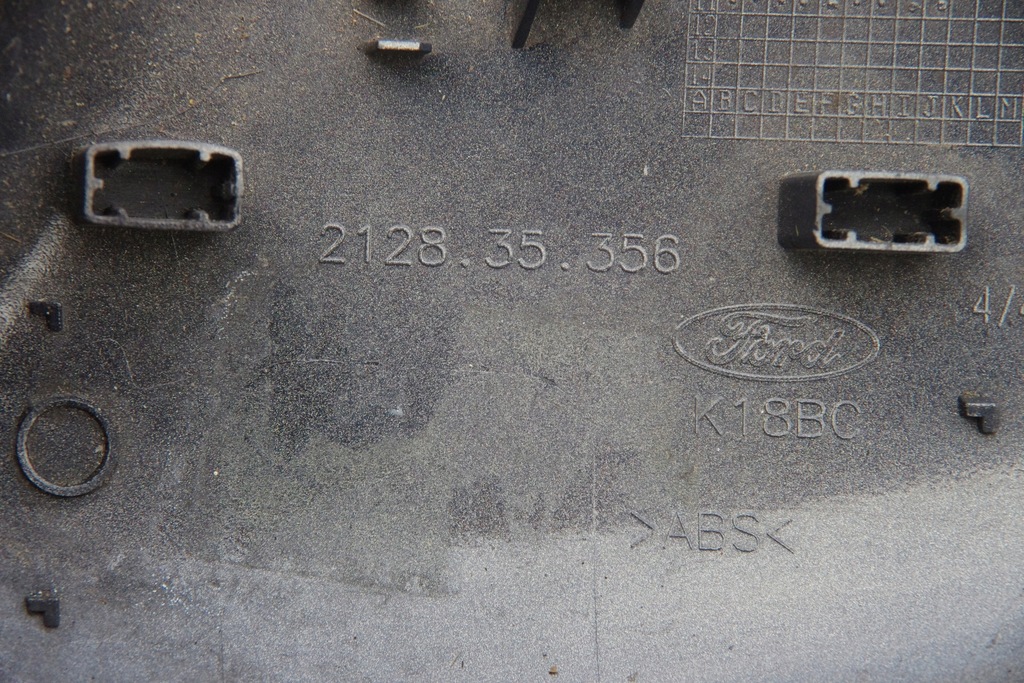 A B C D E F G H I J K L M
2128.35.356
Ford
K18BC
>ABS<